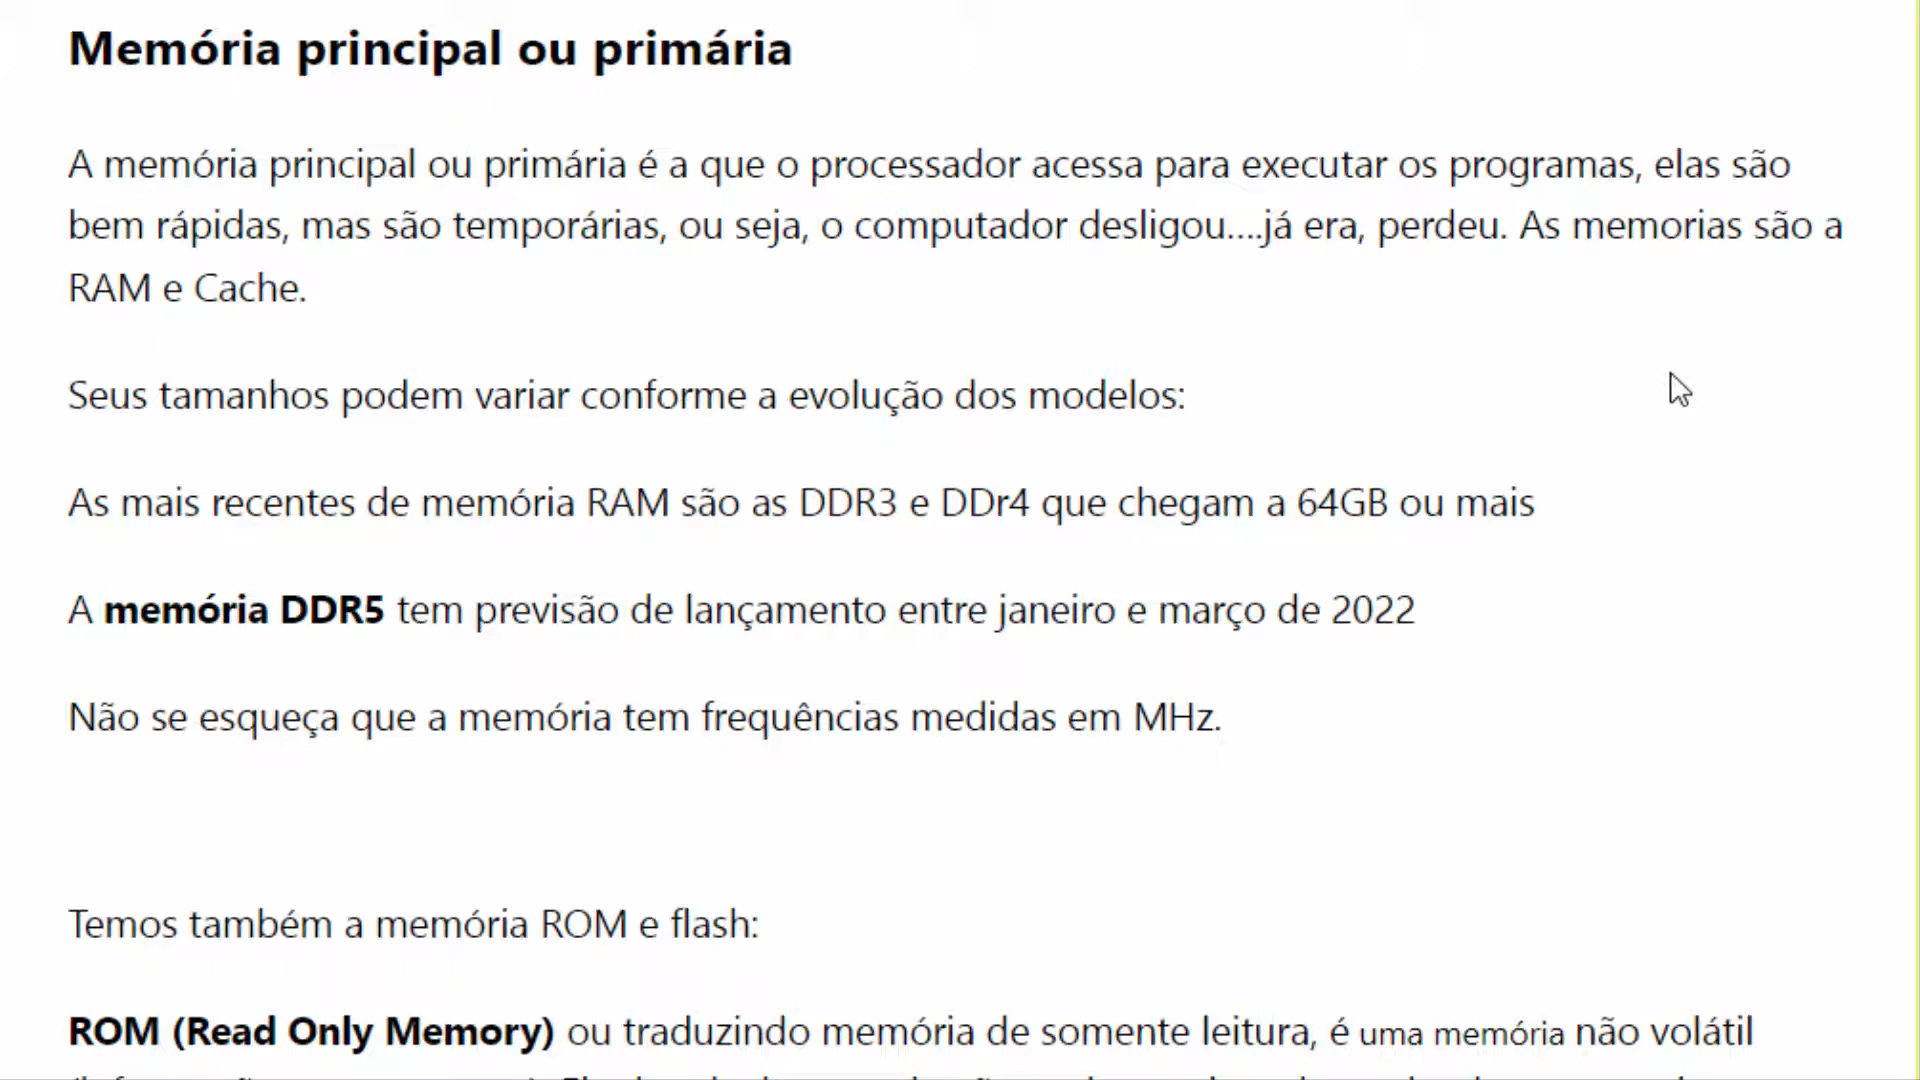 Memória principal ou primária
A memória principal ou primária é a que o processador acessa para executar os programas, elas são
bem rápidas, mas são temporárias, ou seja, o computador desligou....já era, perdeu. As memorias são a
RAM e Cache.
Seus tamanhos podem variar conforme a evolução dos modelos:
As mais recentes de memória RAM são as DDR3 e DDr4 que chegam a 64GB ou mais
A memória DDR5 tem previsão de lançamento entre janeiro e março de 2022
Não se esqueça que a memória tem frequências medidas em MHz.
Temos também a memória ROM e flash:
ROM (Read Only Memory) ou traduzindo memória de somente leitura, é uma memória não volátil